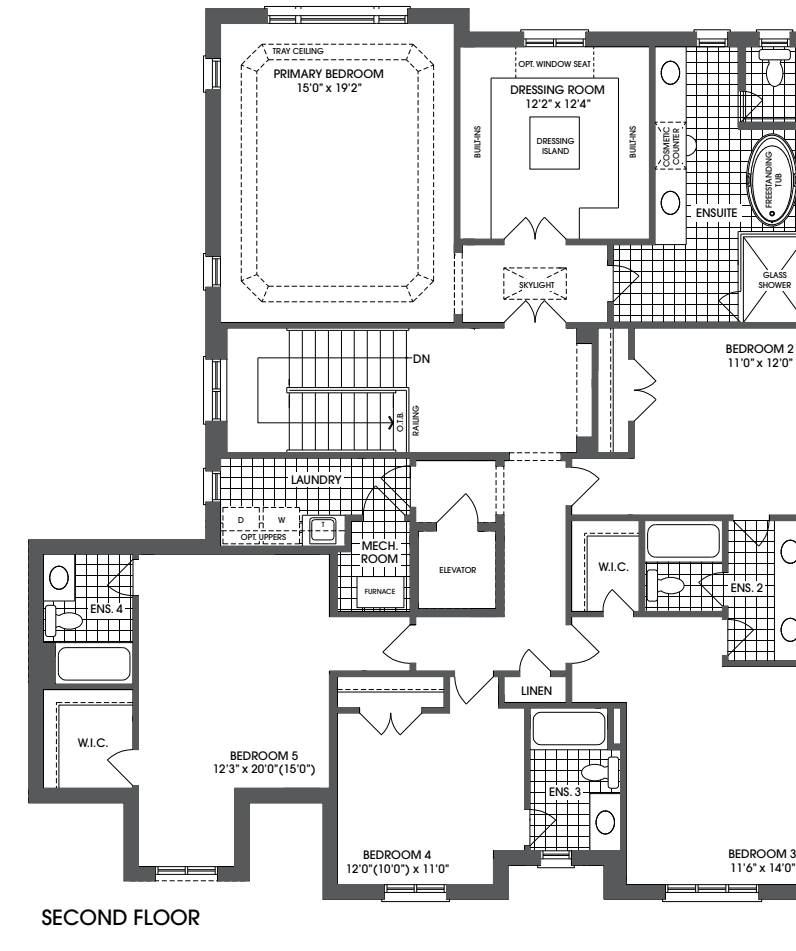 TRAY CEILING
PRIMARY BEDROOM
15'0" x 19'2"
OPT. WINDOW SEAT
DRESSING ROOM
12'2" x 12'4"
BUILT-INS
DRESSING
ISLAND
BUILT-INS
COSMETIC
COUNTER
FREESTANDING
TUB
ENSUITE
GLASS
SHOWER
SKYLIGHT
BEDROOM 2
11'0" x 12'0"
DN
O.T.B.
RAILING
LAUNDRY
D
W
T
OPT. UPPERS
MECH.
ROOM
FURNACE
ELEVATOR
W.I.C.
ENS. 2
ENS. 4
LINEN
W.I.C.
BEDROOM 5
12'3" x 20'0"(15'0")
ENS. 3
BEDROOM 4
12'0"(10'0") x 11'0"
BEDROOM 3
11'6" x 14'0"
SECOND FLOOR